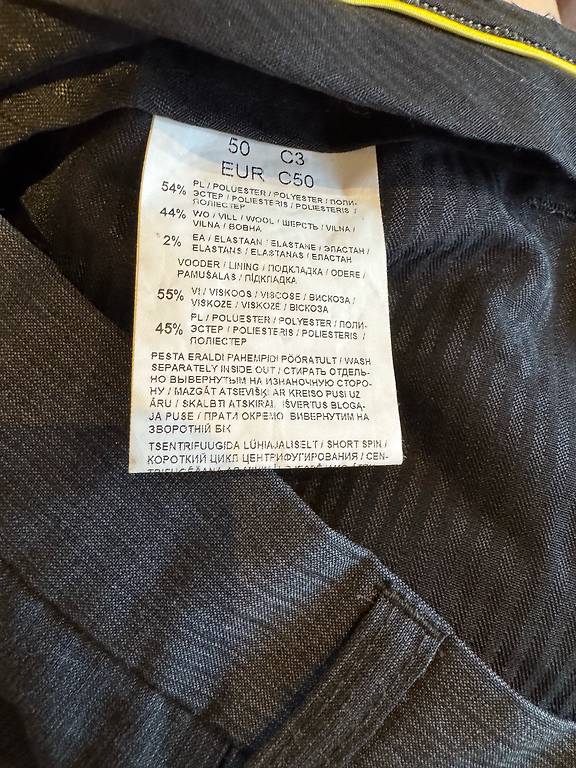 50 C3
EUR C50
54% PL / POLUESTER / POLYESTER / ПОЛИ-
ЭСТЕР / POLIESTERIS / POLIESTERIS /
ПОЛІЕСТЕР
44% WO / VILL / WOOL / ШЕРСТЬ / VILNA /
VILNA / ВОВНА
2% EA / ELASTAAN ELASTANE / ЭЛАСТАН /
ELASTANS / ELASTANAS / ЕЛАСТАН
VOODER / LINING / ПОДКЛАДКА / ODERE /
PAMUŠALAS / ПІДКЛАДКА
55% VI / VISKOOS / VISCOSE / ВИСКОЗА /
VISKOZE / VISKOZĖ / ВІСКОЗА
45% PL / POLUESTER / POLYESTER / ПОЛИ-
ЭСТЕР / POLIESTERIS / POLIESTERIS /
ПОЛІЕСТЕР
PESTA ERALDI PAHEMPIDI PÖÖRATULT / WASH
SEPARATELY INSIDE OUT / СТИРАТЬ ОТДЕЛЬ-
НО ВЫВЕРНУТЫМ НА ИЗНАНОЧНУЮ СТОРО-
НУ / MAZGĀT ATSEVIŠĶI AR KREISO PUSI UZ
ĀRU / SKALBTI ATSKIRAI, IŠVERTUS BLOGĄ-
JA PUSE / ПРАТИ ОКРЕМО ВИВЕРНУТИМ НА
ЗВОРОТНІЙ БІК
TSENTRIFUUGIDA LÜHIAJALISELT / SHORT SPIN /
КОРОТКИЙ ЦИКЛ ЦЕНТРИФУГИРОВАНИЯ / CEN-